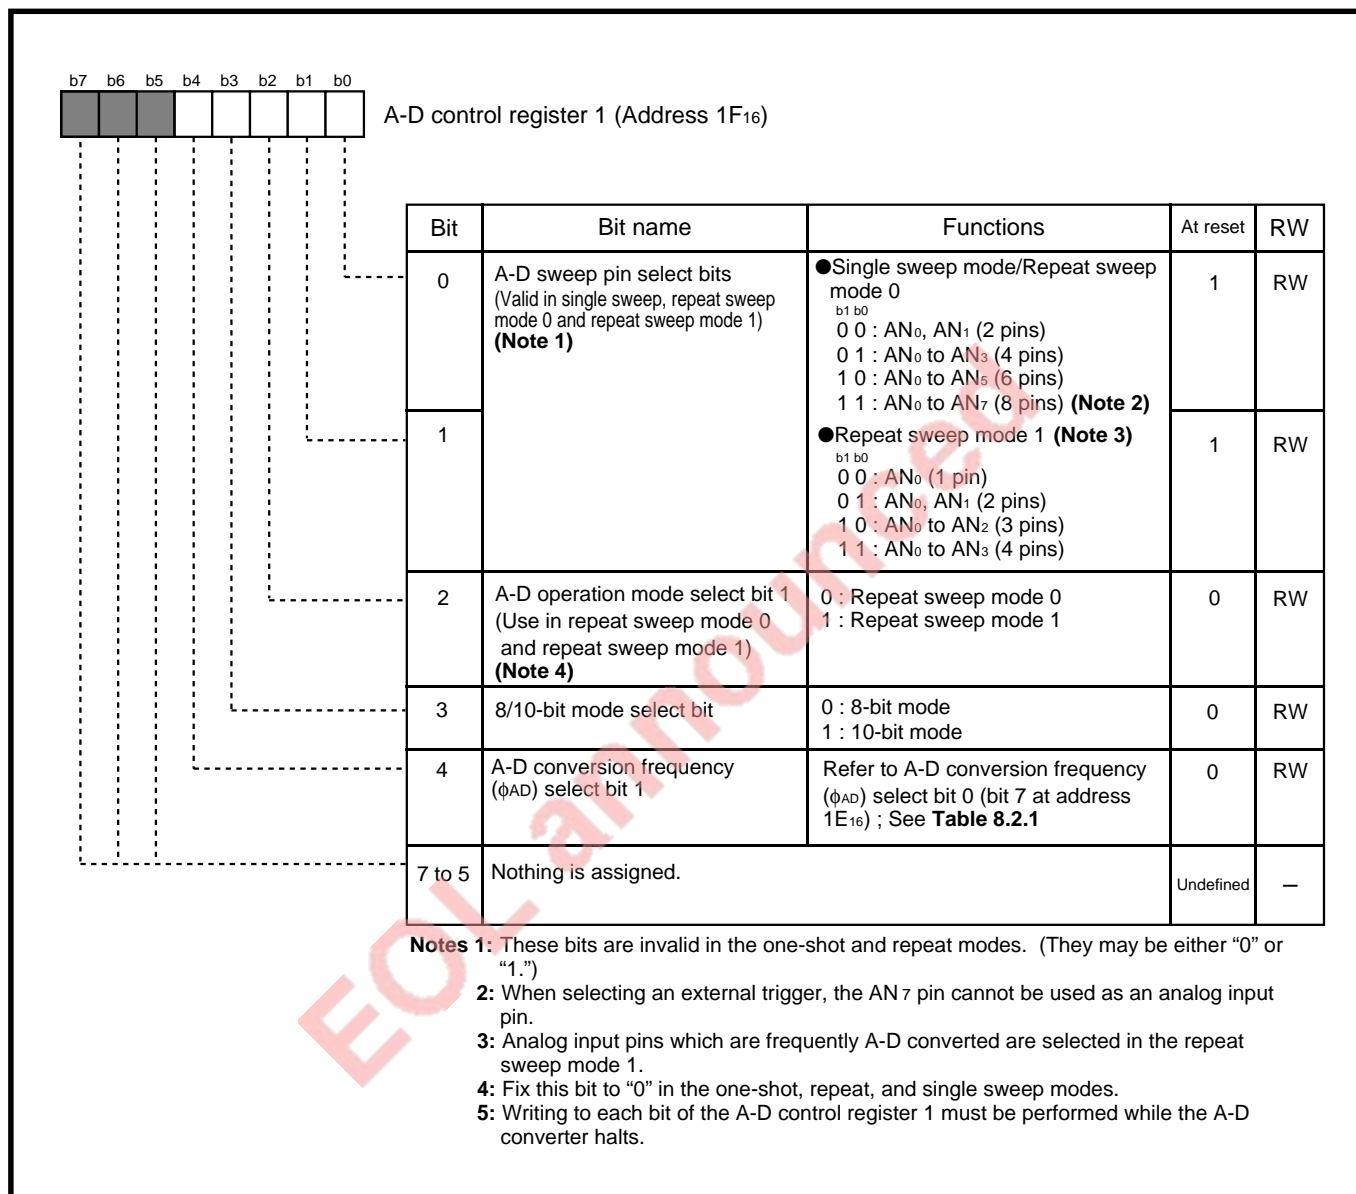 b7 b6 b5 b4 b3 b2 b1 b0
A-D control register 1 (Address 1F16)
Bit Bit name Functions At reset RW
0 A-D sweep pin select bits
(Valid in single sweep, repeat sweep
mode 0 and repeat sweep mode 1)
(Note 1)
●Single sweep mode/Repeat sweep
mode 0
b1 b0
0 0 : AN0, AN1 (2 pins)
0 1 : AN0 to AN3 (4 pins)
1 0 : AN0 to AN5 (6 pins)
1 1 : AN0 to AN7 (8 pins) (Note 2)
1 RW
1
●Repeat sweep mode 1 (Note 3)
b1 b0
0 0 : AN0 (1 pin)
0 1 : AN0, AN1 (2 pins)
1 0 : AN0 to AN2 (3 pins)
1 1 : AN0 to AN3 (4 pins)
1 RW
2 A-D operation mode select bit 1
(Use in repeat sweep mode 0
and repeat sweep mode 1)
(Note 4)
0 : Repeat sweep mode 0
1 : Repeat sweep mode 1
0 RW
3 8/10-bit mode select bit
0 : 8-bit mode
1 : 10-bit mode
0 RW
4 A-D conversion frequency
(ϕAD) select bit 1
Refer to A-D conversion frequency
(ϕAD) select bit 0 (bit 7 at address
1E16) ; See Table 8.2.1
0 RW
7 to 5 Nothing is assigned. Undefined –
Notes 1: These bits are invalid in the one-shot and repeat modes. (They may be either “0” or
“1.”)
2: When selecting an external trigger, the AN7 pin cannot be used as an analog input
pin.
3: Analog input pins which are frequently A-D converted are selected in the repeat
sweep mode 1.
4: Fix this bit to “0” in the one-shot, repeat, and single sweep modes.
5: Writing to each bit of the A-D control register 1 must be performed while the A-D
converter halts.
EOL announced